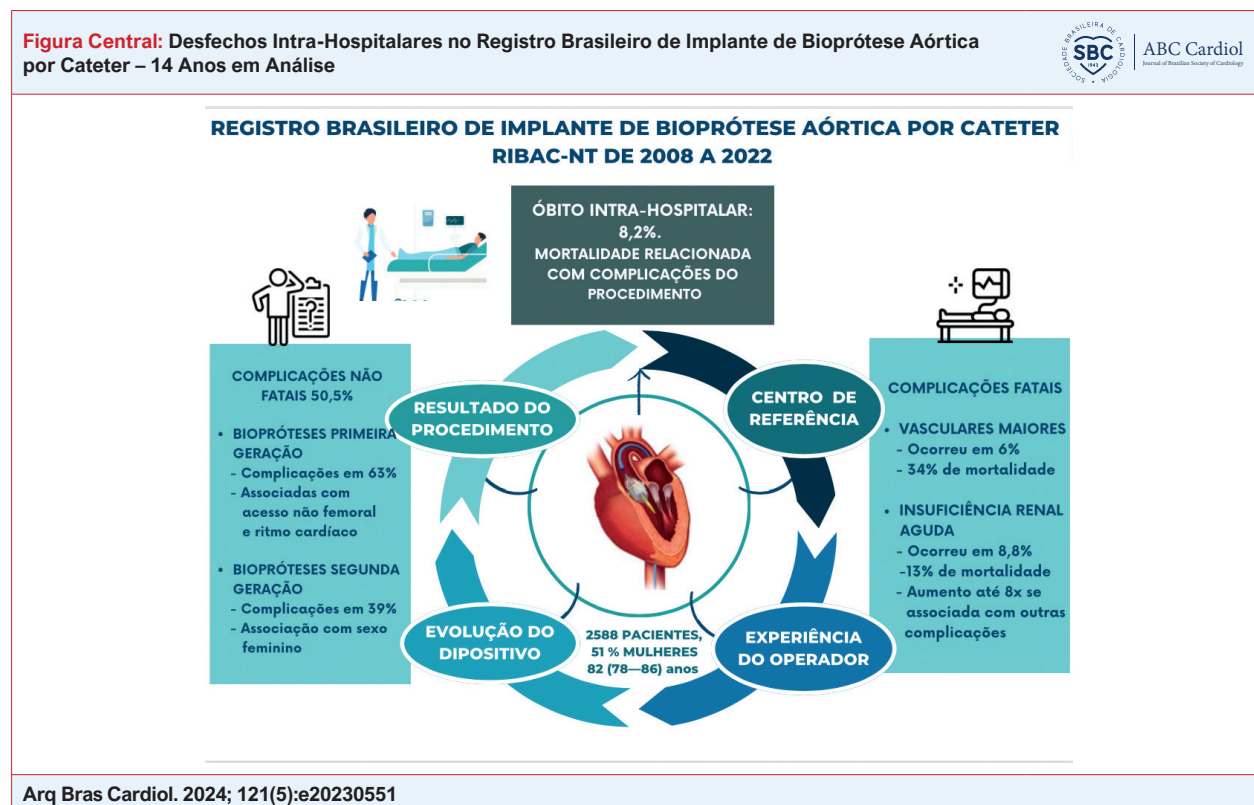 Figura Central: Desfechos Intra-Hospitalares no Registro Brasileiro de Implante de Bioprótese Aórtica
por Cateter – 14 Anos em Análise
SOCIEDADE BRASILEIRA DE CARDIOLOGIA
SBC
1943
ABC Cardiol
Journal of Brazilian Society of Cardiology
REGISTRO BRASILEIRO DE IMPLANTE DE BIOPRÓTESE AÓRTICA POR CATETER
RIBAC-NT DE 2008 A 2022
ÓBITO INTRA-HOSPITALAR:
8,2%.
MORTALIDADE RELACIONADA
COM COMPLICAÇÕES DO
PROCEDIMENTO
COMPLICAÇÕES NÃO
FATAIS 50,5%
• BIOPRÓTESES PRIMEIRA
GERAÇÃO
- Complicações em 63%
- Associadas com
acesso não femoral
e ritmo cardíaco
• BIOPRÓTESES SEGUNDA
GERAÇÃO
- Complicações em 39%
- Associação com sexo
feminino
RESULTADO DO
PROCEDIMENTO
CENTRO DE
REFERÊNCIA
EVOLUÇÃO DO
DIPOSITIVO
EXPERIÊNCIA
DO OPERADOR
2588 PACIENTES,
51 % MULHERES
82 (78—86) anos
COMPLICAÇÕES FATAIS
• VASCULARES MAIORES
- Ocorreu em 6%
- 34% de mortalidade
• INSUFICIÊNCIA RENAL
AGUDA
- Ocorreu em 8,8%
-13% de mortalidade
- Aumento até 8x se
associada com outras
complicações
Arq Bras Cardiol. 2024; 121(5):e20230551